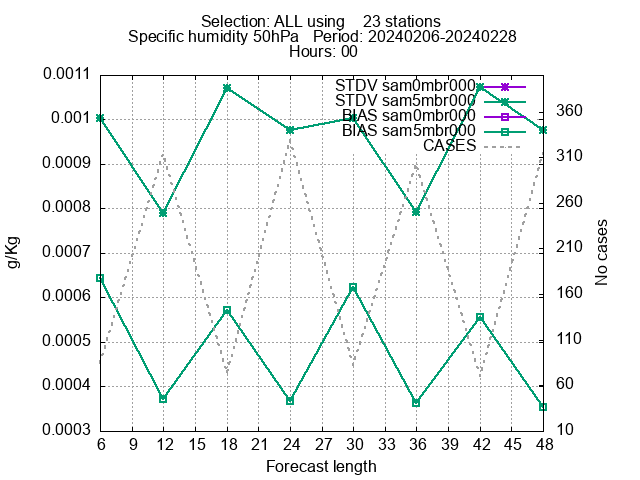 Selection: ALL using    23 stations
Specific humidity 50hPa   Period: 20240206-20240228
Hours: 00
STDV sam0mbr000
STDV sam5mbr000
BIAS sam0mbr000
BIAS sam5mbr000
CASES
0.0011
0.001
0.0009
0.0008
0.0007
0.0006
0.0005
0.0004
0.0003
g/Kg
360
310
260
210
160
110
60
10
No cases
6 9 12 15 18 21 24 27 30 33 36 39 42 45 48
Forecast length